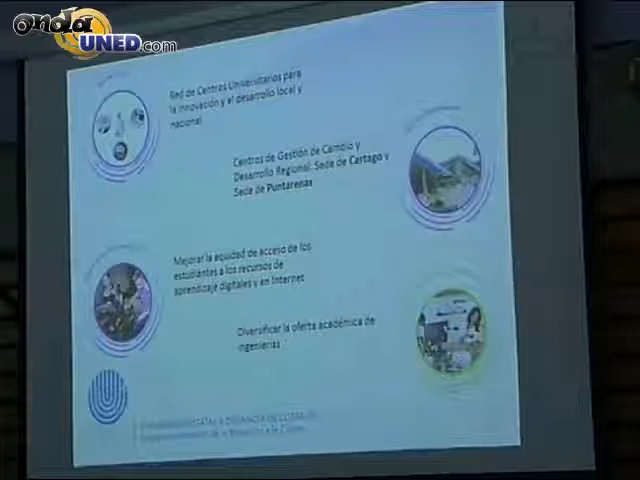 onda
UNED.com
Red de Centros Universitarios para
la innovación y el desarrollo local y
nacional
Centros de Gestión de Cambio y
Desarrollo Regional: Sede de Cartago y
Sede de Puntarenas
Mejorar la equidad de acceso de los
estudiantes a los recursos de
aprendizaje digitales y en Internet
Diversificar la oferta académica de
ingenierías